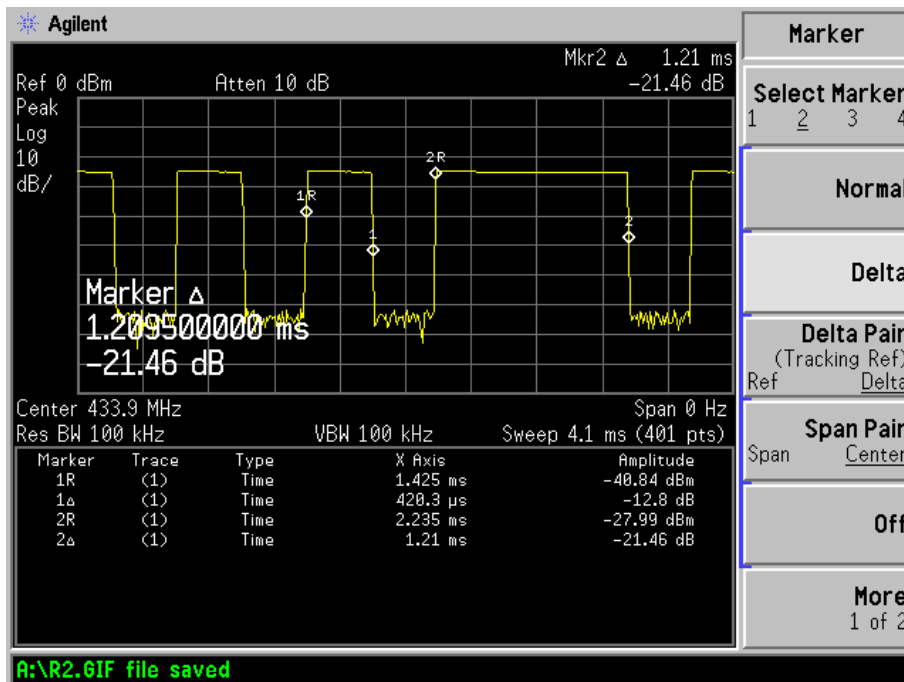 Agilent
Marker
Mkr2 Δ 1.21 ms
Ref 0 dBm Atten 10 dB -21.46 dB
Peak
Log
10
dB/
2R
1R
1
2
Marker Δ
1.209500000 ms
-21.46 dB
Center 433.9 MHz Span 0 Hz
Res BW 100 kHz VBW 100 kHz Sweep 4.1 ms (401 pts)
Marker Trace Type X Axis Amplitude
1R (1) Time 1.425 ms -40.84 dBm
1Δ (1) Time 420.3 µs -12.8 dB
2R (1) Time 2.235 ms -27.99 dBm
2Δ (1) Time 1.21 ms -21.46 dB
Select Marker
1 2 3 4
Normal
Delta
Delta Pair
(Tracking Ref)
Ref Delta
Span Pair
Span Center
Off
More
1 of 2
A:\R2.GIF file saved